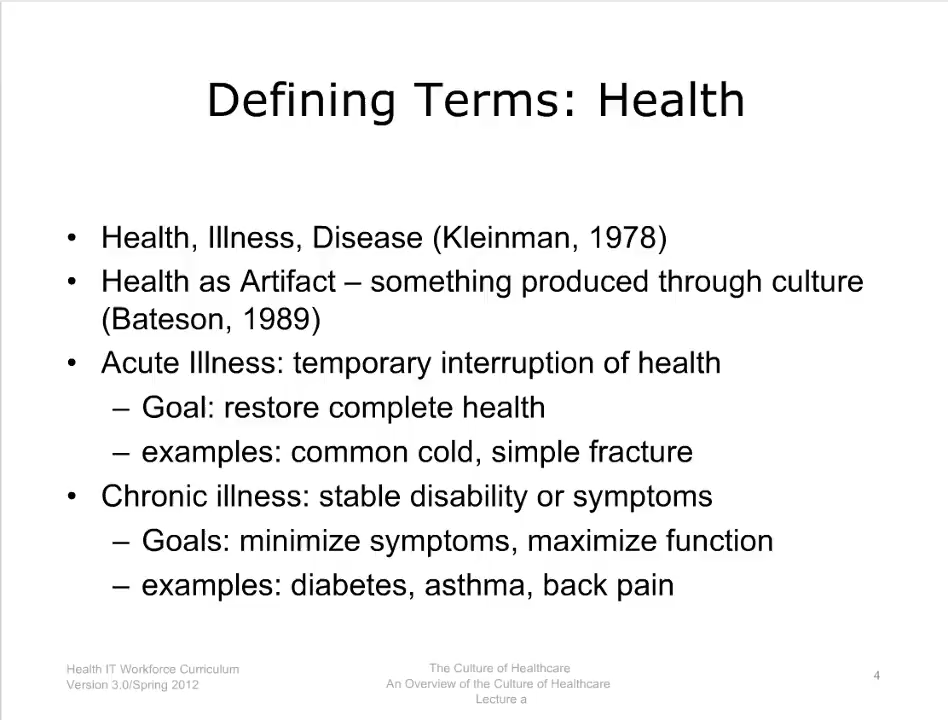 Defining Terms: Health
• Health, Illness, Disease (Kleinman, 1978)
• Health as Artifact – something produced through culture
(Bateson, 1989)
• Acute Illness: temporary interruption of health
– Goal: restore complete health
– examples: common cold, simple fracture
• Chronic illness: stable disability or symptoms
– Goals: minimize symptoms, maximize function
– examples: diabetes, asthma, back pain
Health IT Workforce Curriculum
Version 3.0/Spring 2012
The Culture of Healthcare
An Overview of the Culture of Healthcare
Lecture a
4